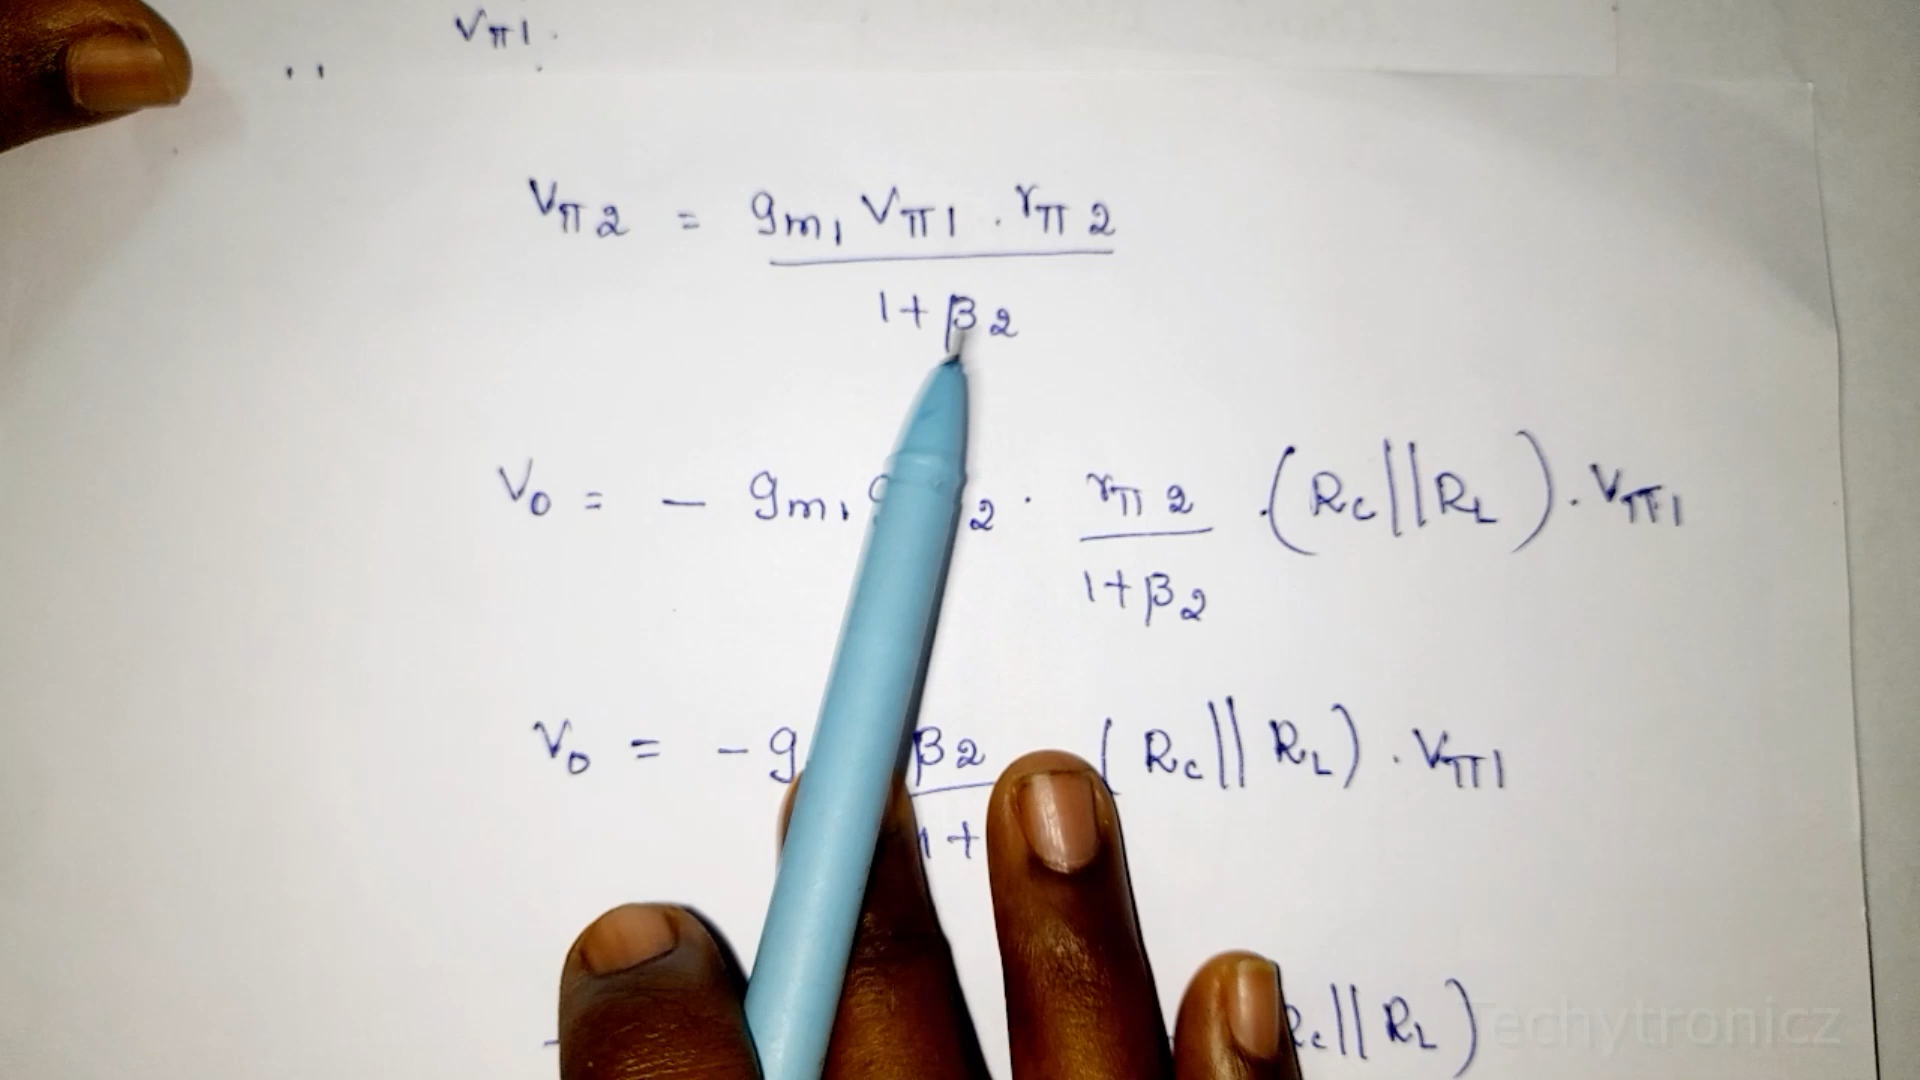 Vπ1.
Vπ2 = gm1 Vπ1 . rπ2
1+β2
V0 = - gm1 2 . rπ2 . (Rc||RL) . Vπ1
1+β2
V0 = -g β2 (Rc||RL) . Vπ1
1+
Rc||RL)
Techytronicz